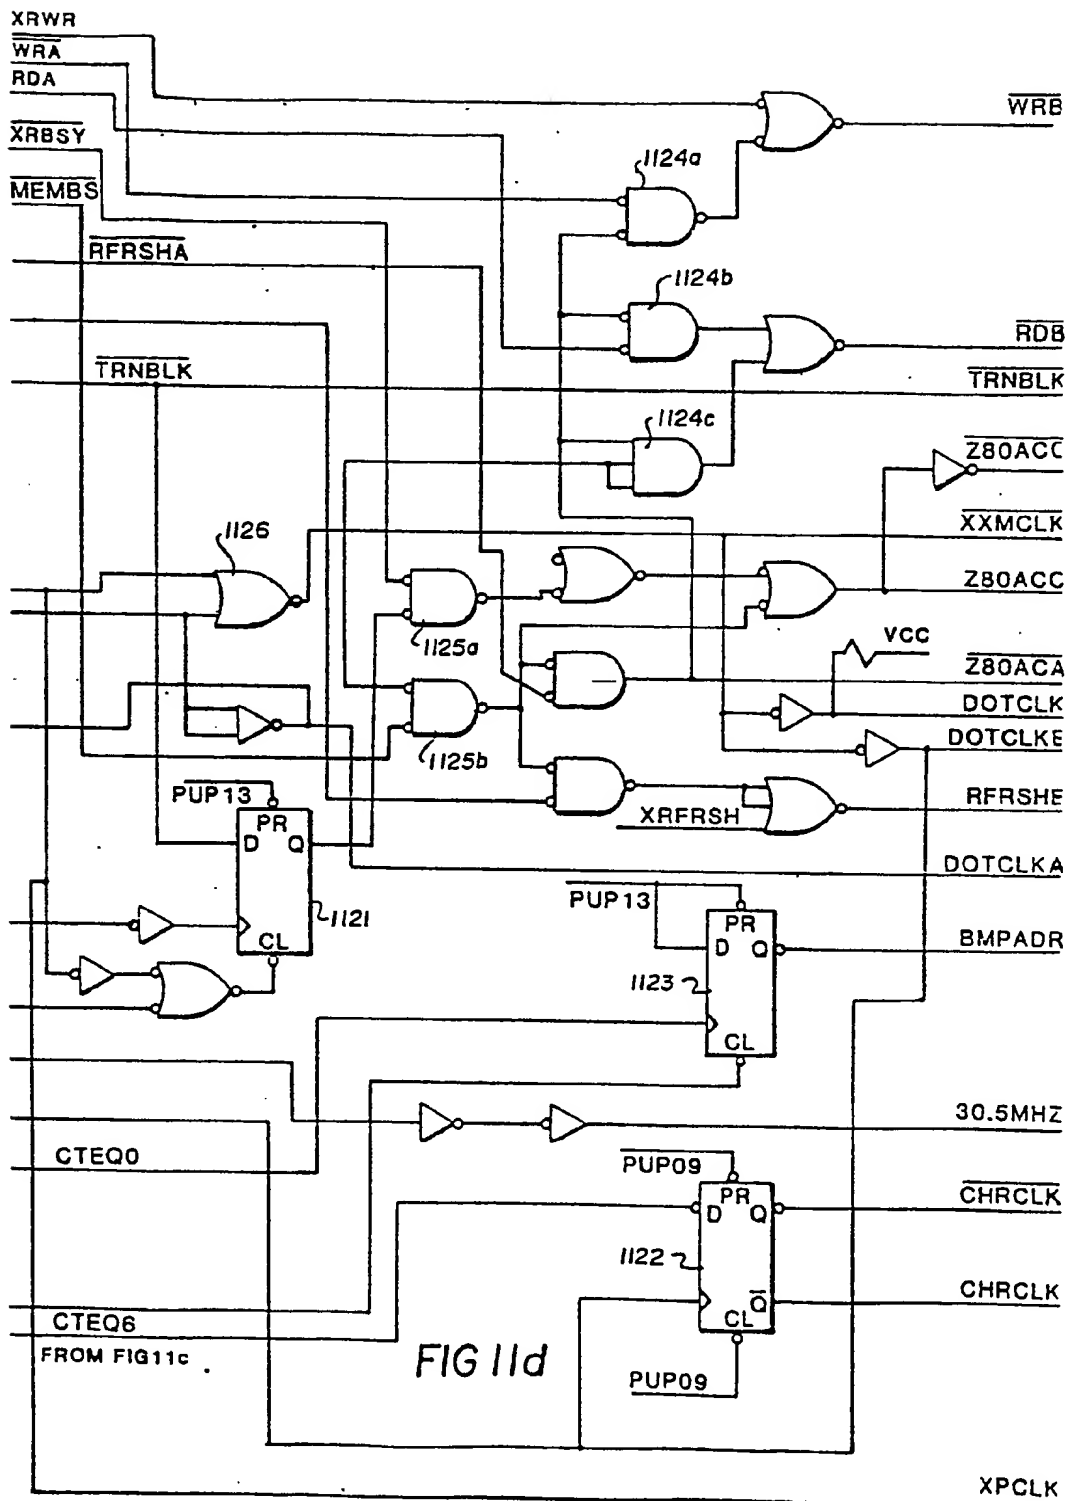 XRWR
WRA
RDA
XRBSY
MEMBS
RFRSHA
TRNBLK
1124a
WRB
1124b
RDB
TRNBLK
1124c
Z80ACC
1126
XXMCLK
Z80ACC
1125a
VCC
Z80ACA
DOTCLK
1125b
DOTCLKE
PUP13
PR
D Q
CL
1121
XRFRSH
RFRSHE
DOTCLKA
PUP13
PR
D Q
CL
1123
BMPADR
30.5MHZ
CTEQ0
PUP09
PR
D Q
Q
CL
1122
CHRCLK
CHRCLK
CTEQ6
FROM FIG11c
FIG 11d
PUP09
XPCLK